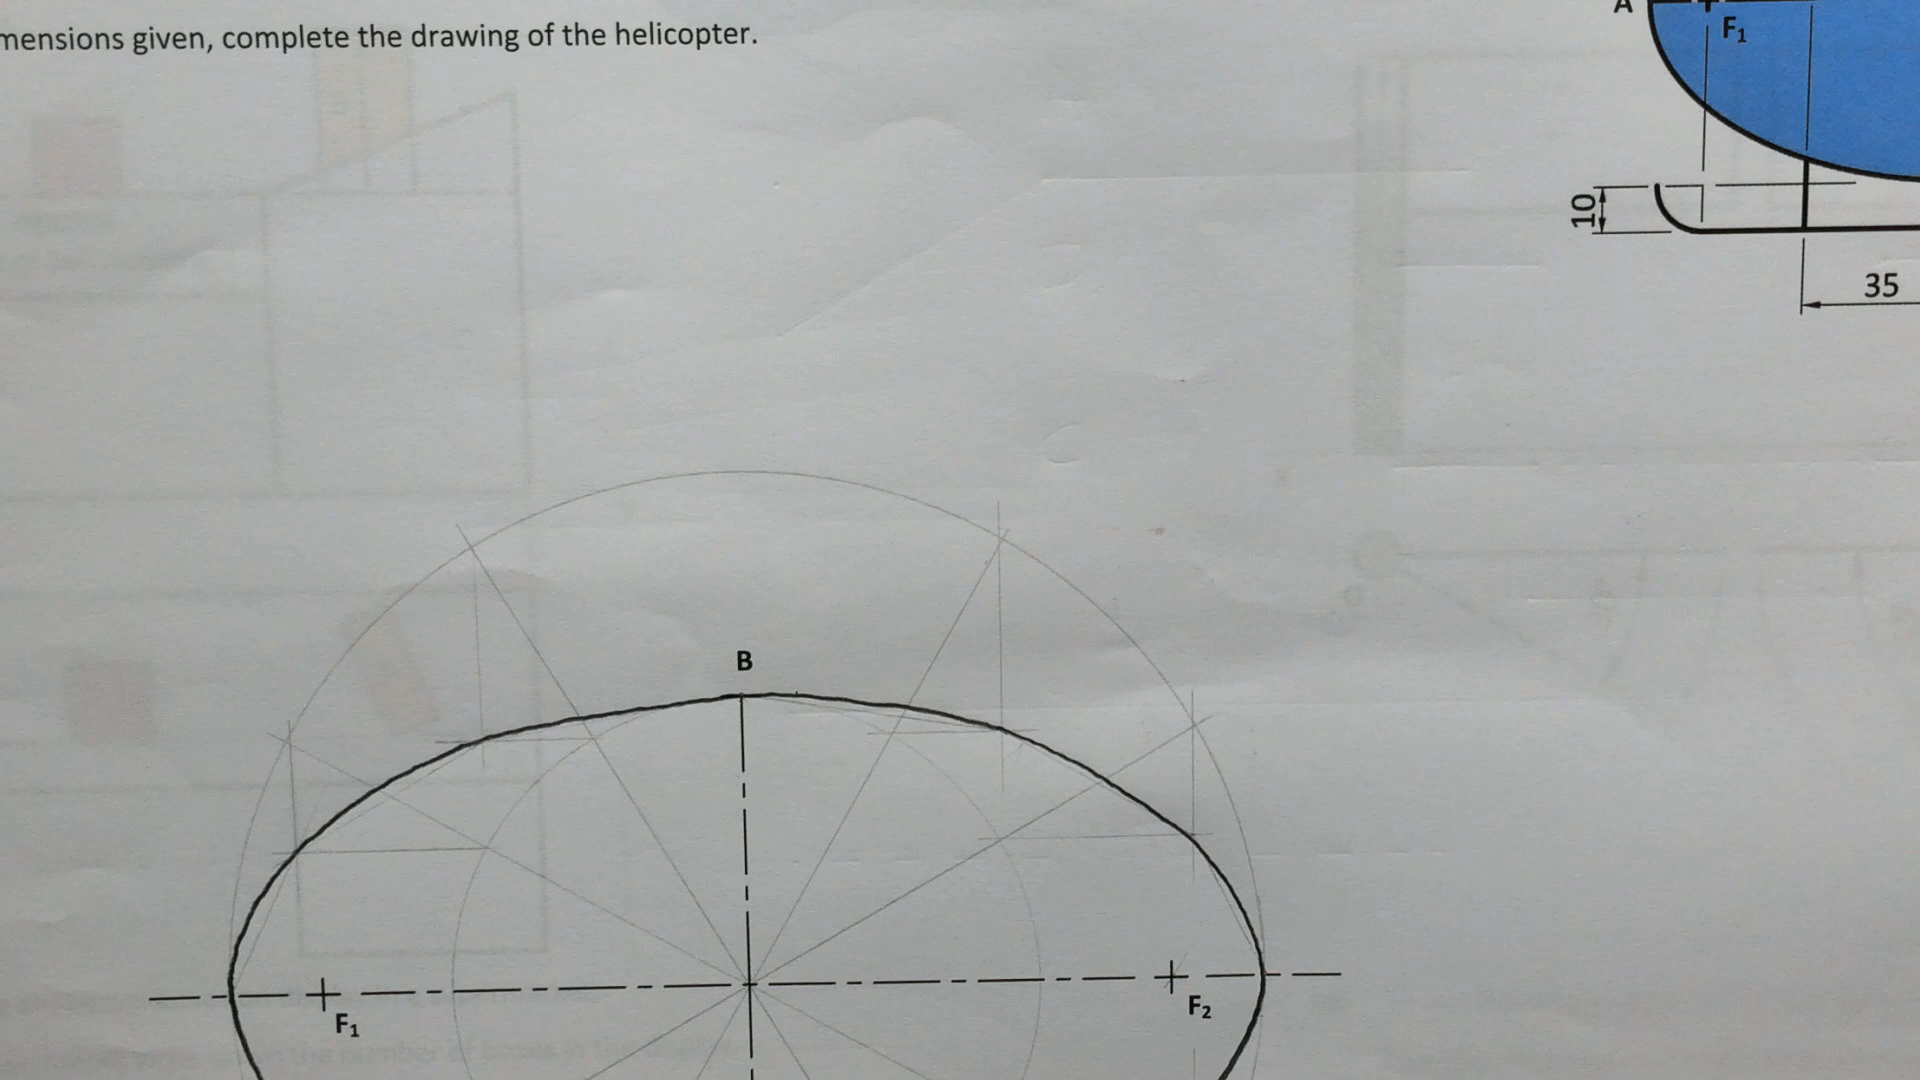 mensions given, complete the drawing of the helicopter.
A
F₁
10
35
B
F₁
F₂